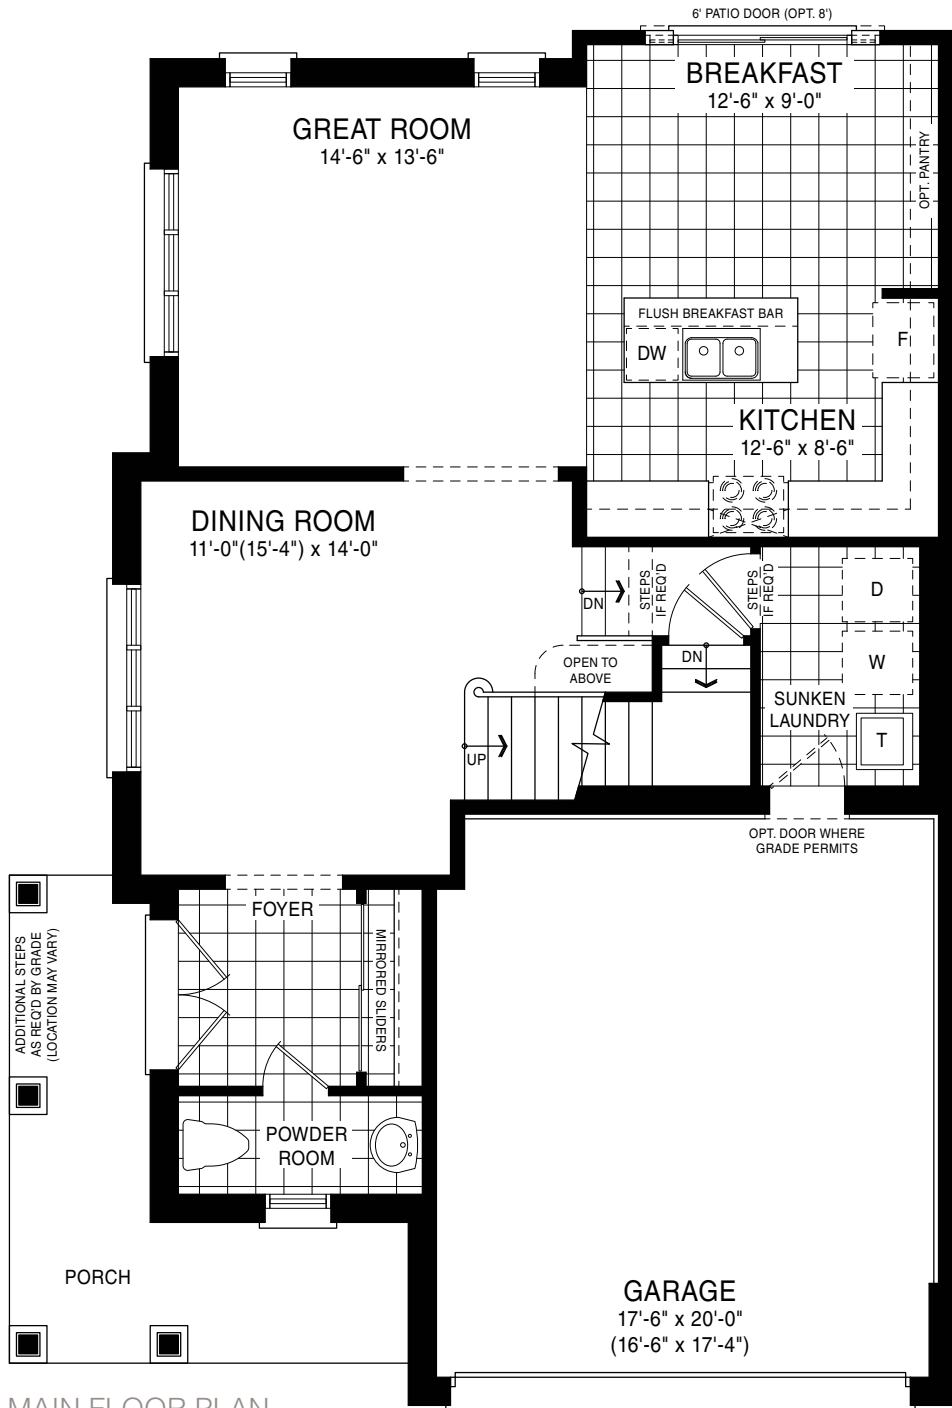 6' PATIO DOOR (OPT. 8')
BREAKFAST
12'-6" x 9'-0"
GREAT ROOM
14'-6" x 13'-6"
OPT. PANTRY
FLUSH BREAKFAST BAR
DW
F
KITCHEN
12'-6" x 8'-6"
DINING ROOM
11'-0"(15'-4") x 14'-0"
DN
STEPS
IF REQ'D
STEPS
IF REQ'D
D
W
OPEN TO
ABOVE
DN
SUNKEN
LAUNDRY
T
UP
OPT. DOOR WHERE
GRADE PERMITS
FOYER
MIRRORED SLIDERS
ADDITIONAL STEPS
AS REQ'D BY GRADE
(LOCATION MAY VARY)
POWDER
ROOM
PORCH
GARAGE
17'-6" x 20'-0"
(16'-6" x 17'-4")
MAIN FLOOR PLAN